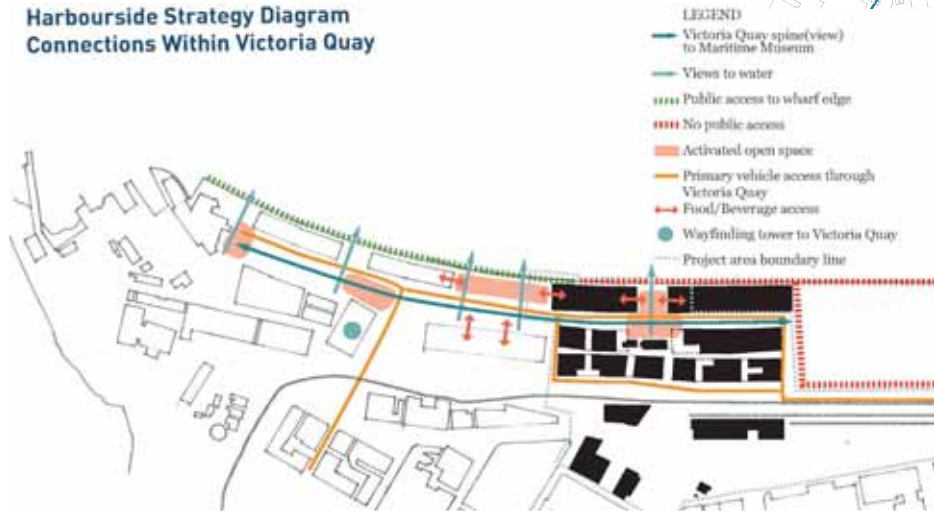 Harbourside Strategy Diagram
Connections Within Victoria Quay
LEGEND
Victoria Quay spine(view)
to Maritime Museum
Views to water
Public access to wharf edge
No public access
Activated open space
Primary vehicle access through
Victoria Quay
Food/Beverage access
Wayfinding tower to Victoria Quay
Project area boundary line